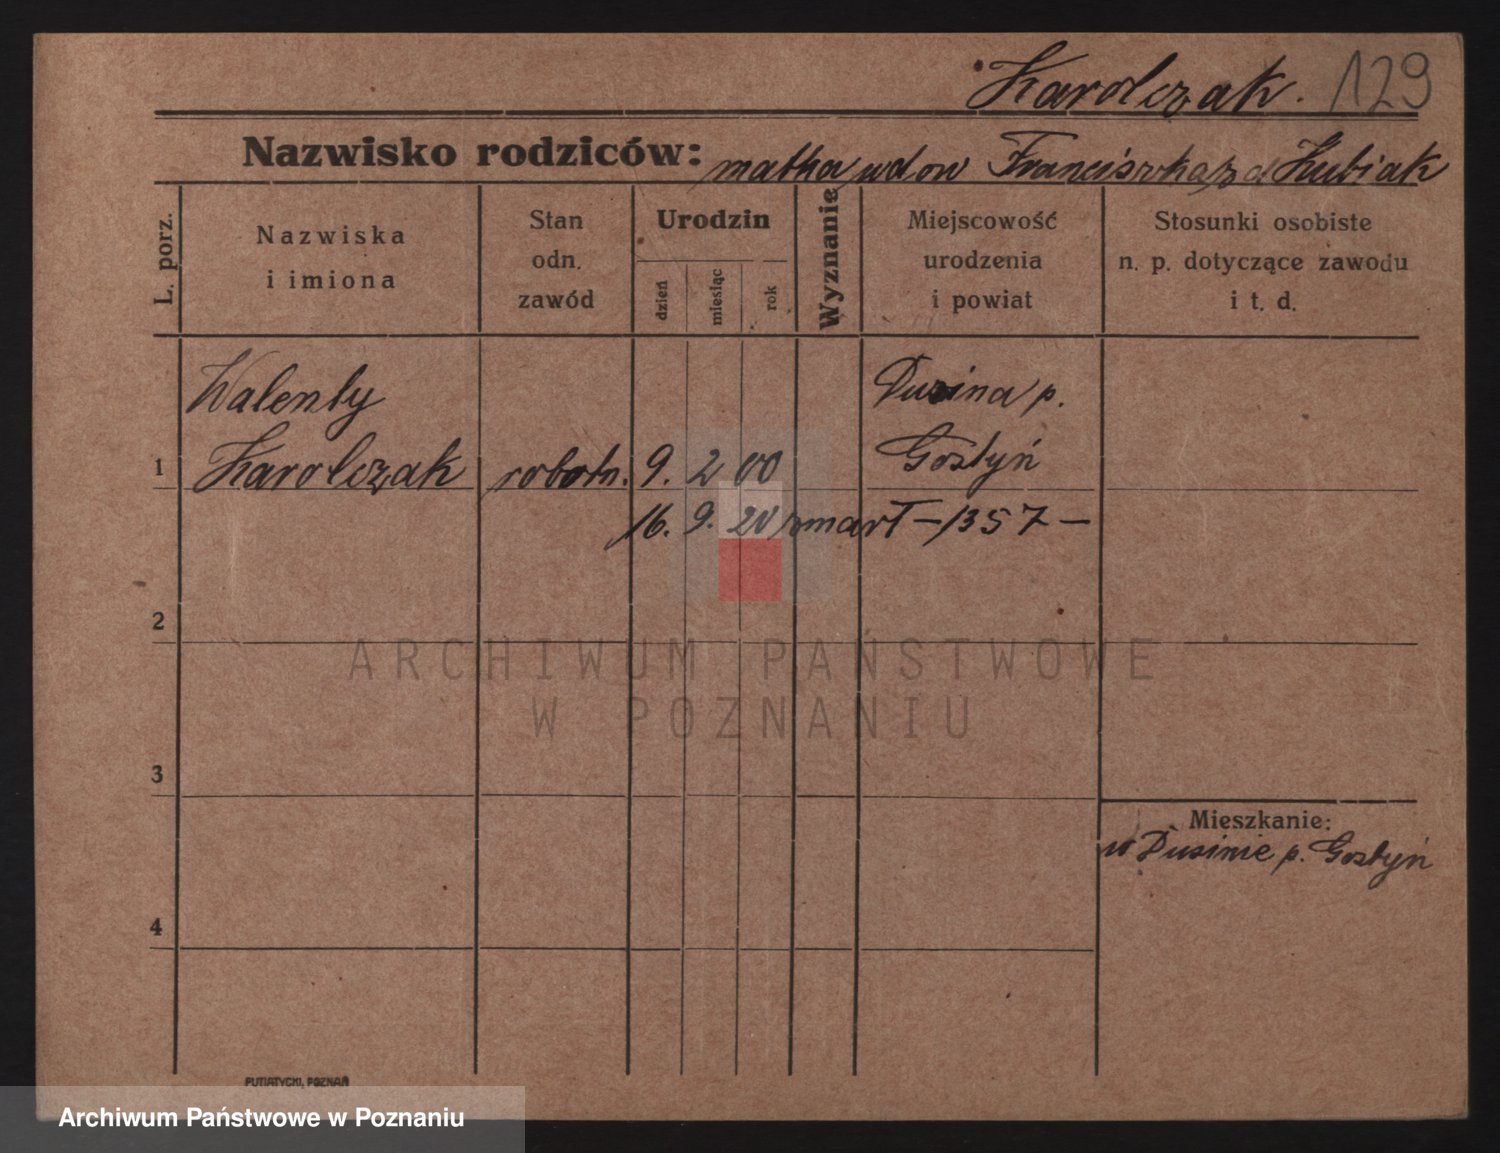 Karolczak. 129
Nazwisko rodziców: matka wdow Franciszka z d Kubiak
L. porz.
Nazwiska
i imiona
Stan
odn.
zawód
Urodzin
dzień
miesiąc
rok
Wyznanie
Miejscowość
urodzenia
i powiat
Stosunki osobiste
n. p. dotyczące zawodu
i t. d.
Walenty Dusina p.
1 Karolczak robotn. 9. 2 00 Gostyń
16. 9. zmarł – 1357 –
2
ARCHIWUM PAŃSTWOWE
W POZNANIU
3
Mieszkanie:
w Dusinie p. Gostyń
4
PUTIATYCKI, POZNAŃ
Archiwum Państwowe w Poznaniu